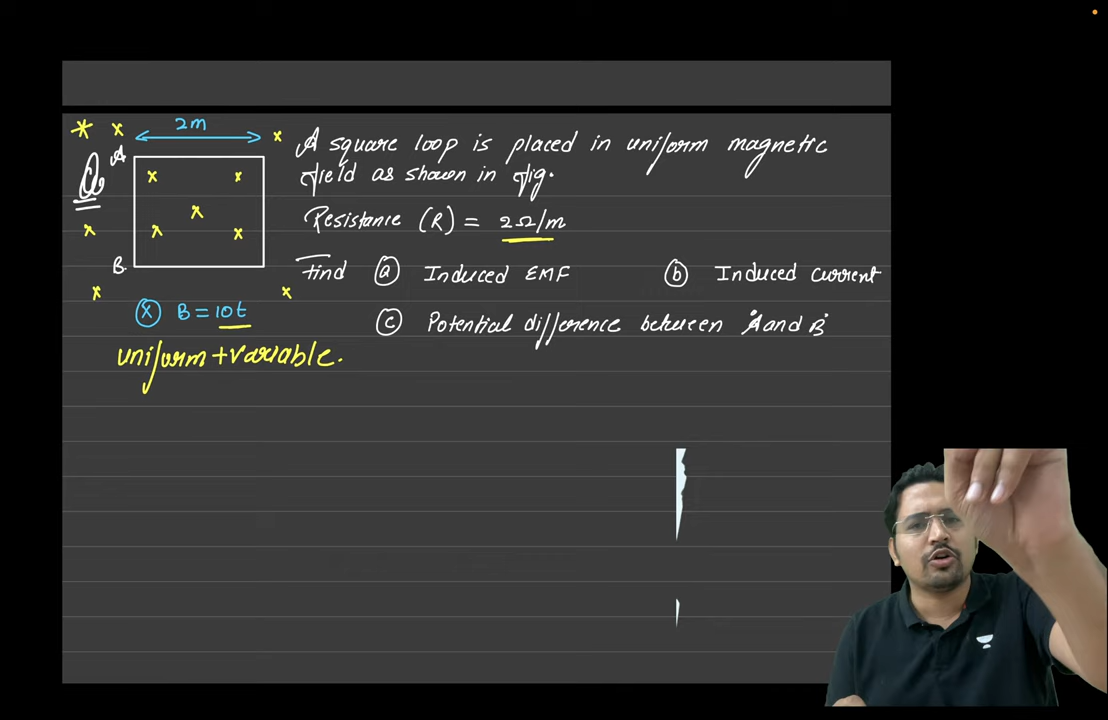 2m
A
B
Q
A square loop is placed in uniform magnetic
field as shown in fig.
Resistance (R) = 2Ω/m
Find (a) Induced EMF (b) Induced current
(x) B = 10t
(c) Potential difference between A and B
uniform + variable.